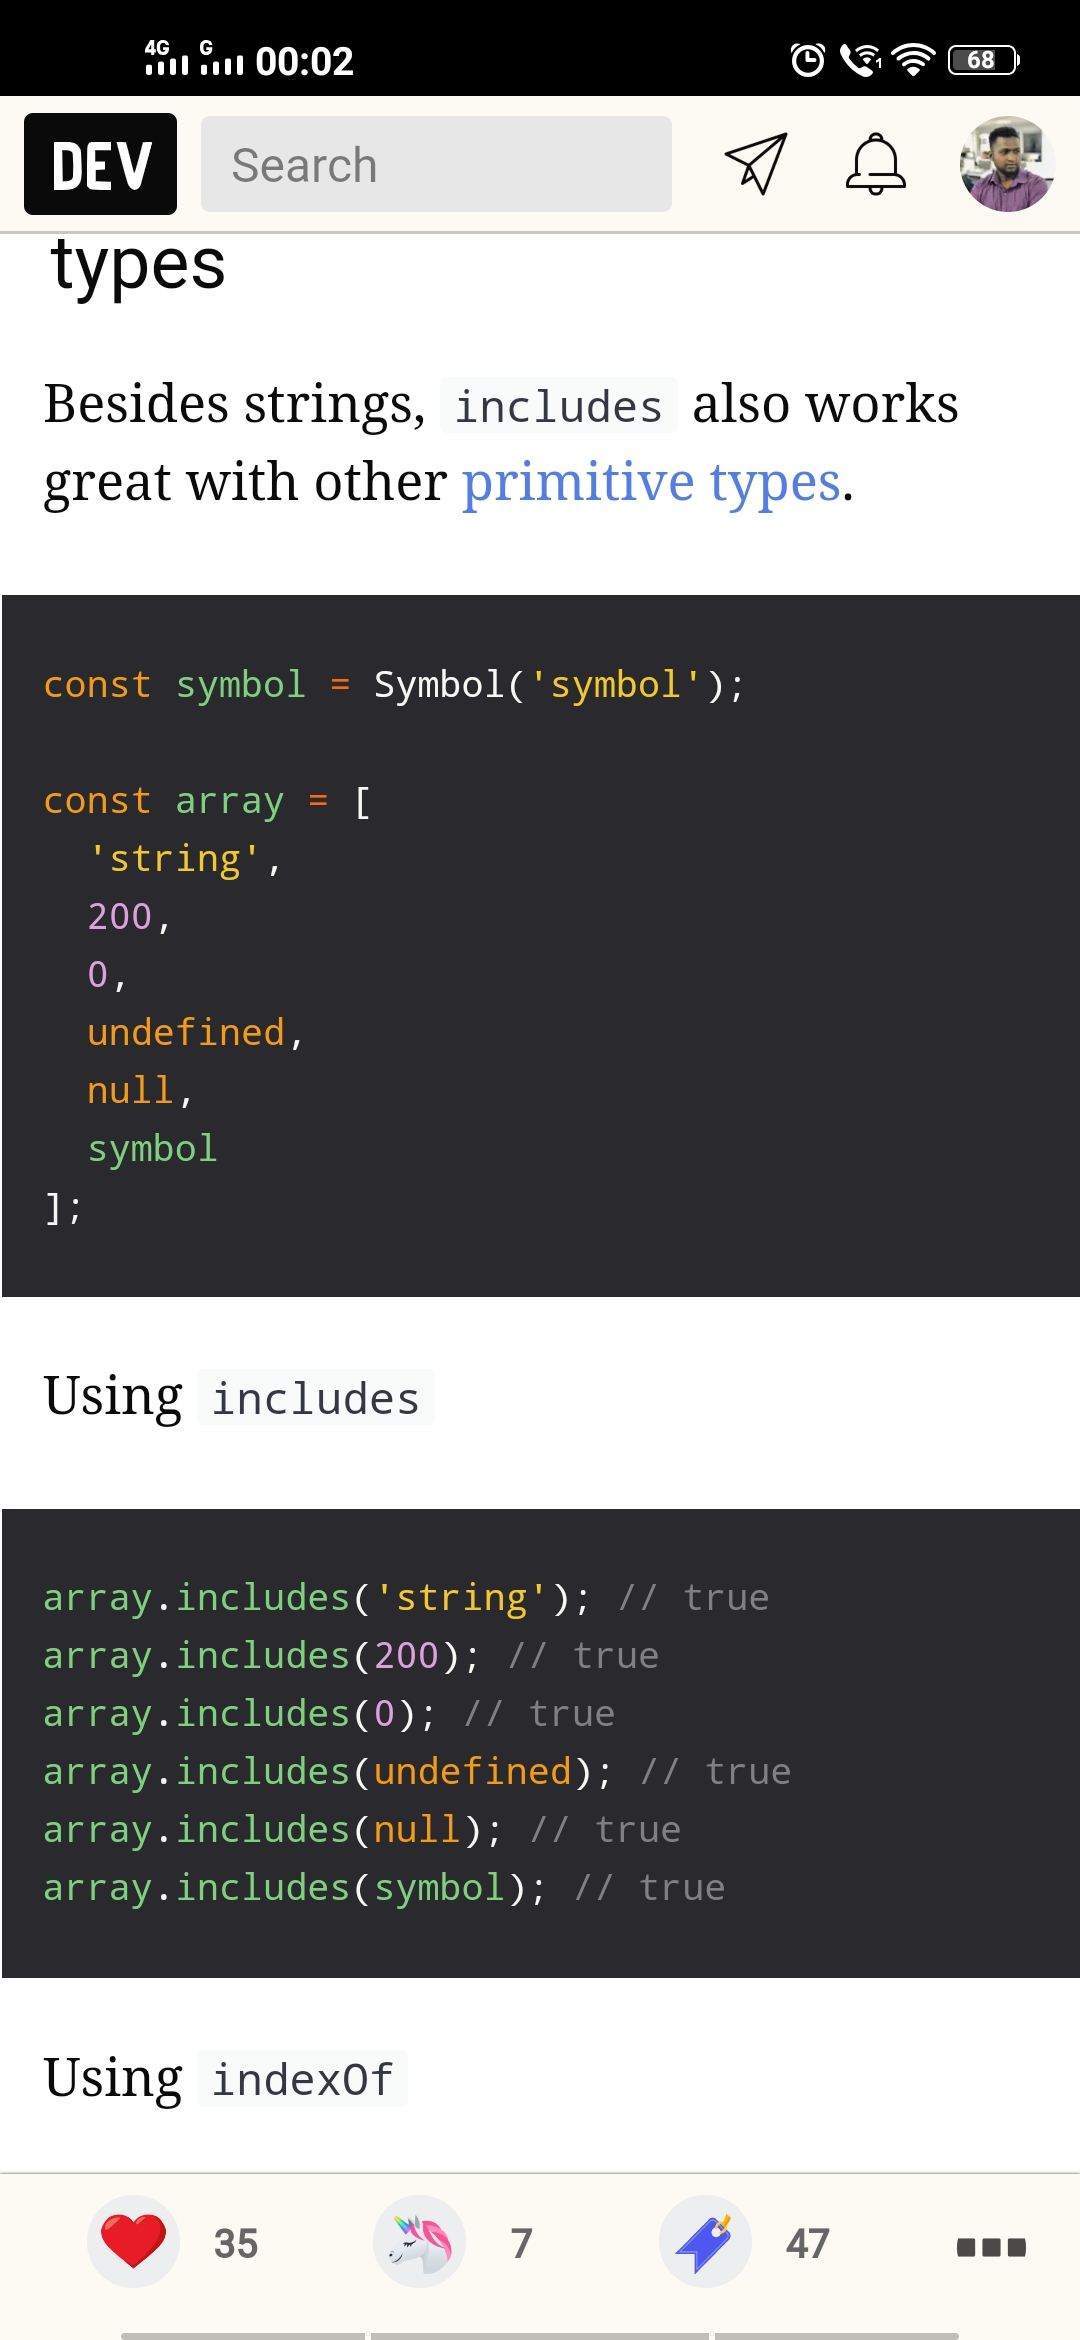 4G G 00:02 1 68
DEV Search
types
Besides strings, includes also works
great with other primitive types.
const symbol = Symbol('symbol');
const array = [
'string',
200,
0,
undefined,
null,
symbol
];
Using includes
array.includes('string'); // true
array.includes(200); // true
array.includes(0); // true
array.includes(undefined); // true
array.includes(null); // true
array.includes(symbol); // true
Using indexOf
35 7 47